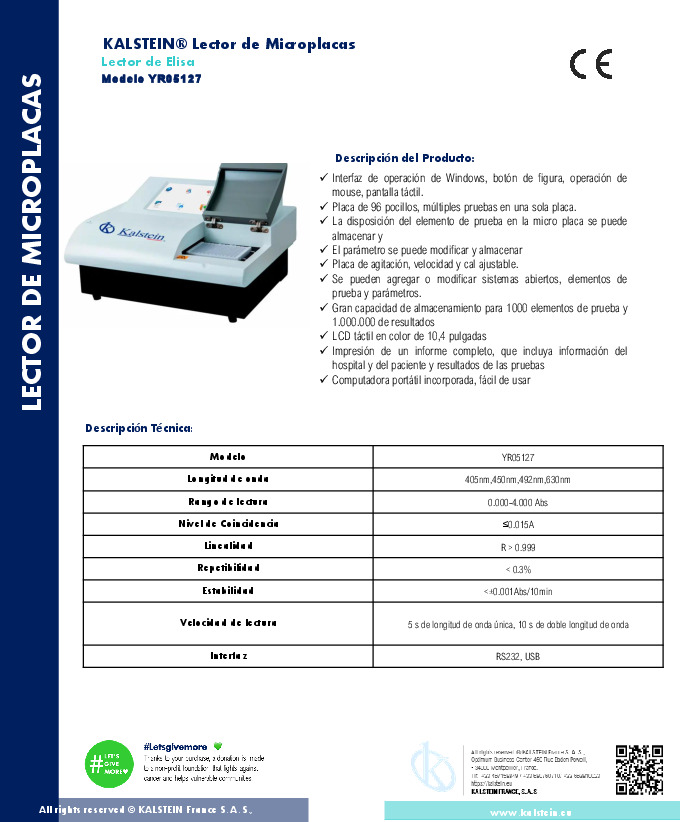 KALSTEIN® Lector de Microplacas
Lector de Elisa
Modelo YR05127
CE
LECTOR DE MICROPLACAS
Kalstein
Descripción del Producto:
✓ Interfaz de operación de Windows, botón de figura, operación de
mouse, pantalla táctil.
✓ Placa de 96 pocillos, múltiples pruebas en una sola placa.
✓ La disposición del elemento de prueba en la micro placa se puede
almacenar y
✓ El parámetro se puede modificar y almacenar
✓ Placa de agitación, velocidad y cal ajustable.
✓ Se pueden agregar o modificar sistemas abiertos, elementos de
prueba y parámetros.
✓ Gran capacidad de almacenamiento para 1000 elementos de prueba y
1.000.000 de resultados
✓ LCD táctil en color de 10,4 pulgadas
✓ Impresión de un informe completo, que incluya información del
hospital y del paciente y resultados de las pruebas
✓ Computadora portátil incorporada, fácil de usar
Descripción Técnica:
Modelo YR05127
Longitud de onda 405nm,450nm,492nm,630nm
Rango de lectura 0.000-4.000 Abs
Nivel de Coincidencia ≤0.015A
Linealidad R > 0.999
Repetibilidad < 0.3%
Estabilidad <±0.001Abs/10min
Velocidad de lectura 5 s de longitud de onda única, 10 s de doble longitud de onda
Interfaz RS232, USB
#LET'S
GIVE
MORE
#Letsgivemore
Thanks to your purchase, a donation is made
to a non-profit foundation that fights against
cancer and helps vulnerable communities
All rights reserved ©KALSTEIN France S. A. S.,
Optimum Business Center 450 Rue Baden Powell,
34000 Montpellier, France.
https://kalstein.eu
KALSTEIN FRANCE, S.A.S
All rights reserved © KALSTEIN France S.A.S.,
www.kalstein.eu